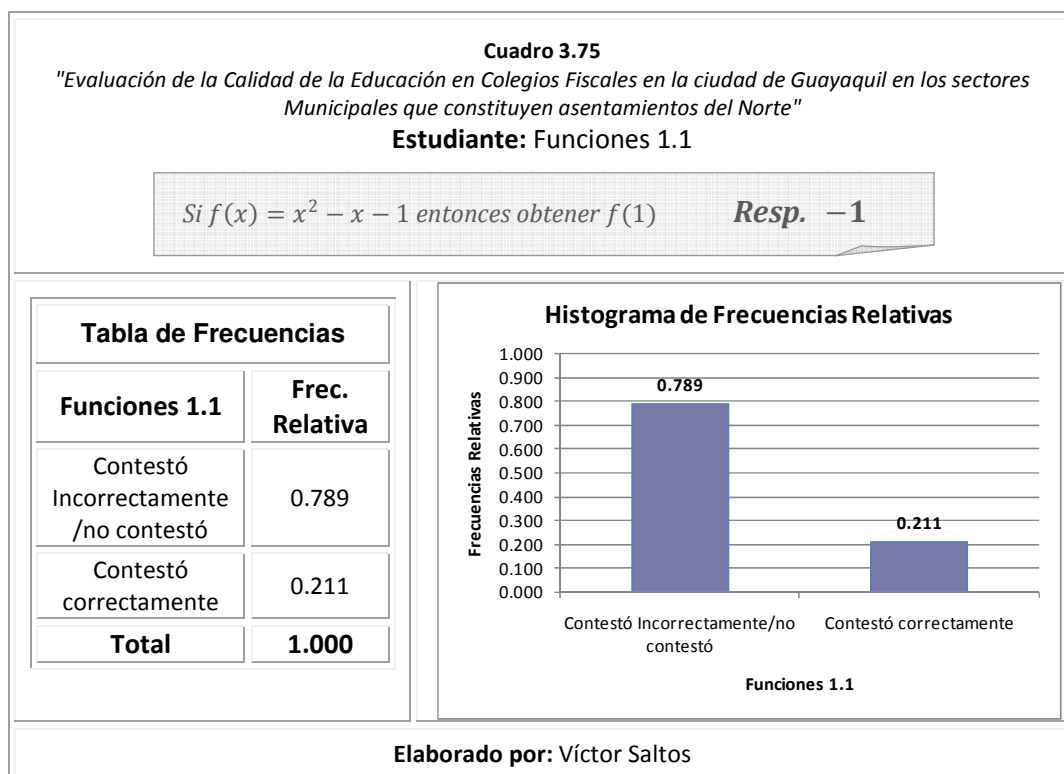 Cuadro 3.75
"Evaluación de la Calidad de la Educación en Colegios Fiscales en la ciudad de Guayaquil en los sectores
Municipales que constituyen asentamientos del Norte"
Estudiante: Funciones 1.1
Si f(x) = x² − x − 1 entonces obtener f(1) Resp. −1
Tabla de Frecuencias
Funciones 1.1
Frec.
Relativa
Contestó
Incorrectamente
/no contestó
0.789
Contestó
correctamente
0.211
Total
1.000
Histograma de Frecuencias Relativas
Frecuencias Relativas
1.000
0.900
0.800
0.700
0.600
0.500
0.400
0.300
0.200
0.100
0.000
0.789
0.211
Contestó Incorrectamente/no
contestó
Contestó correctamente
Funciones 1.1
Elaborado por: Víctor Saltos